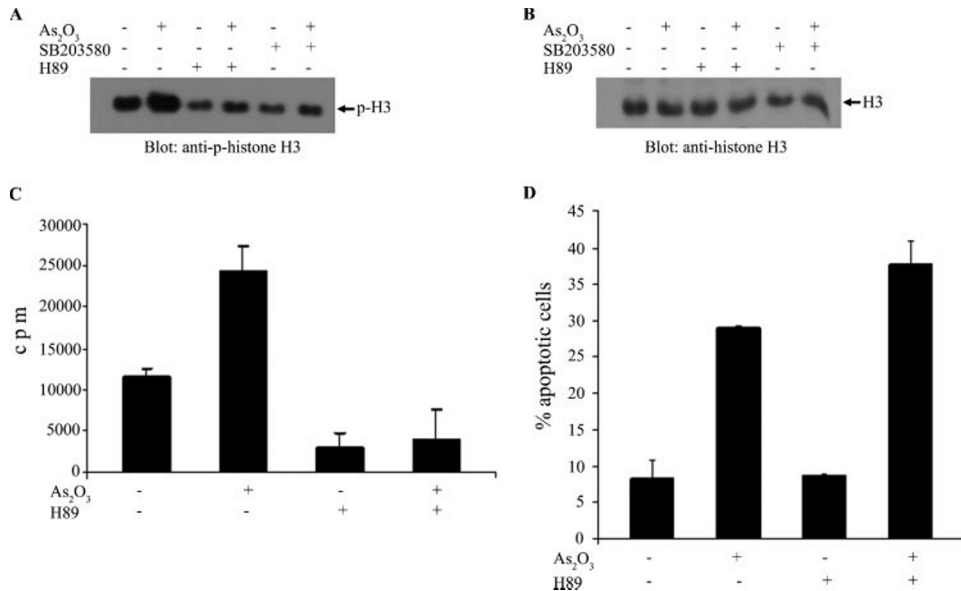 A
As₂O₃ - + - + - +
SB203580 - - - - + +
H89 - - + + - -
p-H3
Blot: anti-p-histone H3
B
As₂O₃ - + - + - +
SB203580 - - - - + +
H89 - - + + - -
H3
Blot: anti-histone H3
C
30000
25000
20000
15000
10000
5000
0
c p m
As₂O₃ - + - +
H89 - - + +
D
45
40
35
30
25
20
15
10
5
0
% apoptotic cells
As₂O₃ - + - +
H89 - - + +